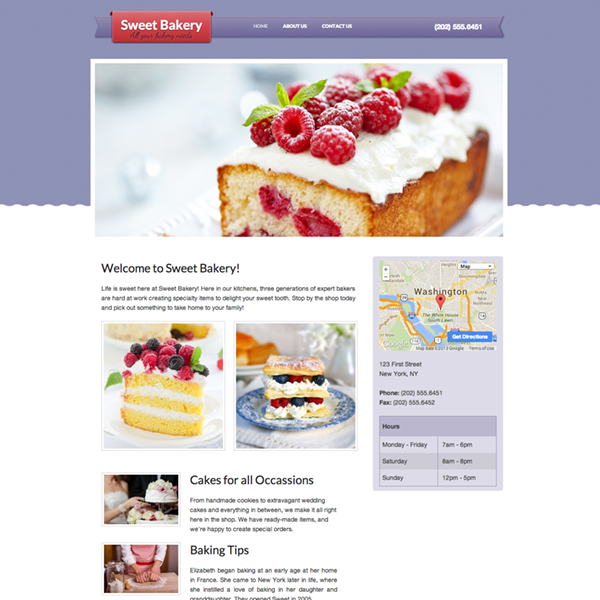 Sweet Bakery
All your bakery needs
HOME ABOUT US CONTACT US
(202) 555.6451
Welcome to Sweet Bakery!
Life is sweet here at Sweet Bakery! Here in our kitchens, three generations of expert bakers
are hard at work creating specialty items to delight your sweet tooth. Stop by the shop today
and pick out something to take home to your family!
Map
Washington
The White House
South Lawn
Get Directions
Map data ©2013 Google Terms of Use
123 First Street
New York, NY
Phone: (202) 555.6451
Fax: (202) 555.6452
Hours
Monday - Friday 7am - 6pm
Saturday 8am - 6pm
Sunday 12pm - 5pm
Cakes for all Occassions
From handmade cookies to extravagant wedding
cakes and everything in between, we make it all right
here in the shop. We have ready-made items, and
we're happy to create special orders.
Baking Tips
Elizabeth began baking at an early age at her home
in France. She came to New York later in life, where
she instilled a love of baking in her daughter and
granddaughter. They opened Sweet in 2005